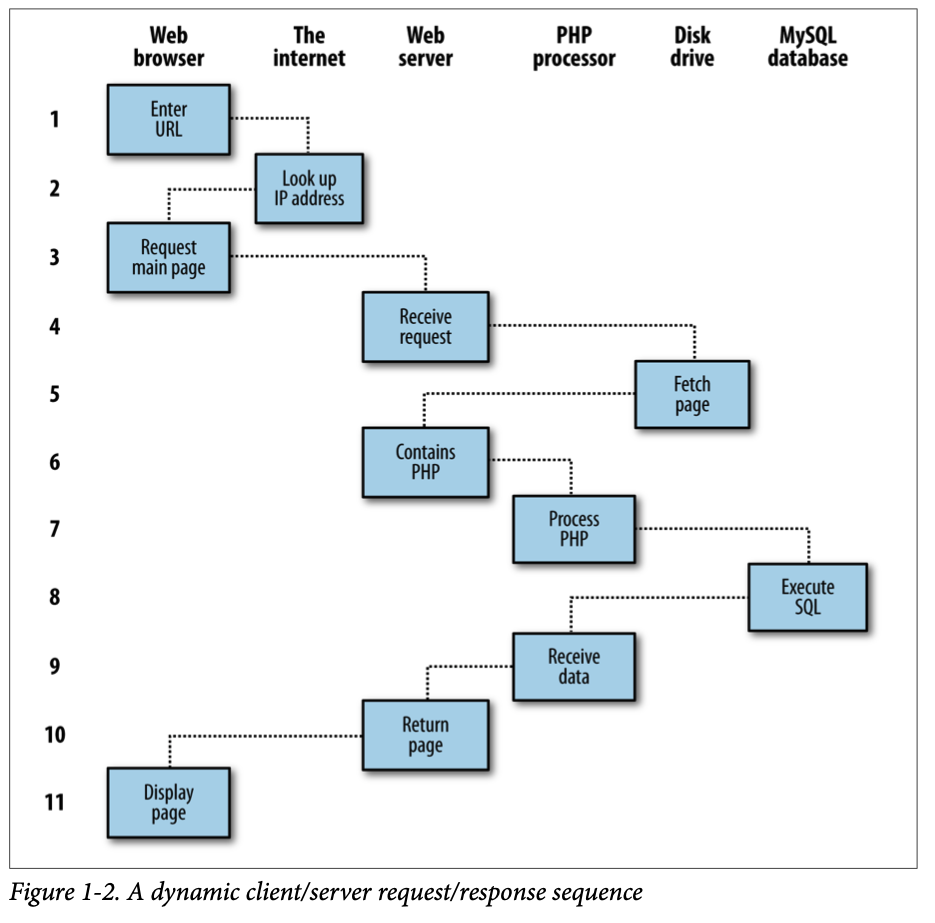 Web The Web PHP Disk MySQL
browser internet server processor drive database
1
Enter
URL
2
Look up
IP address
3
Request
main page
4
Receive
request
5
Fetch
page
6
Contains
PHP
7
Process
PHP
8
Execute
SQL
9
Receive
data
10
Return
page
11
Display
page
Figure 1-2. A dynamic client/server request/response sequence